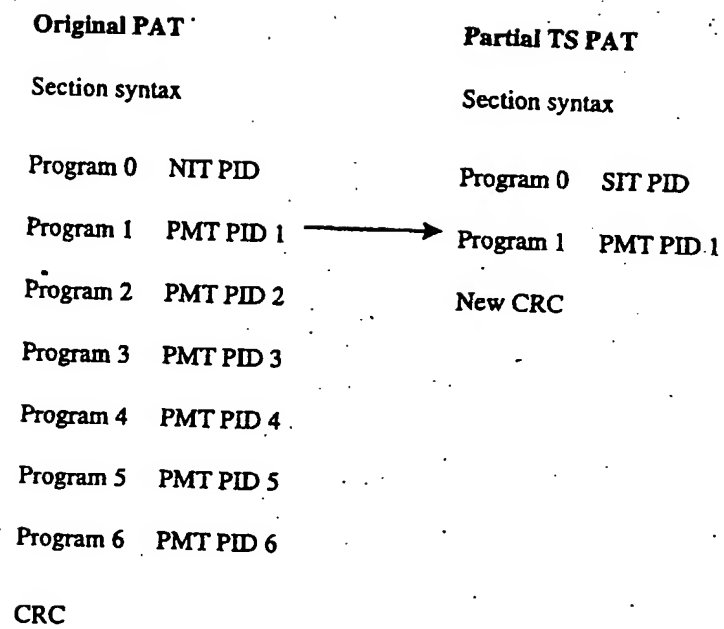 Original PAT
Section syntax
Program 0 NIT PID
Program 1 PMT PID 1
Program 2 PMT PID 2
Program 3 PMT PID 3
Program 4 PMT PID 4
Program 5 PMT PID 5
Program 6 PMT PID 6
CRC
Partial TS PAT
Section syntax
Program 0 SIT PID
Program 1 PMT PID 1
New CRC